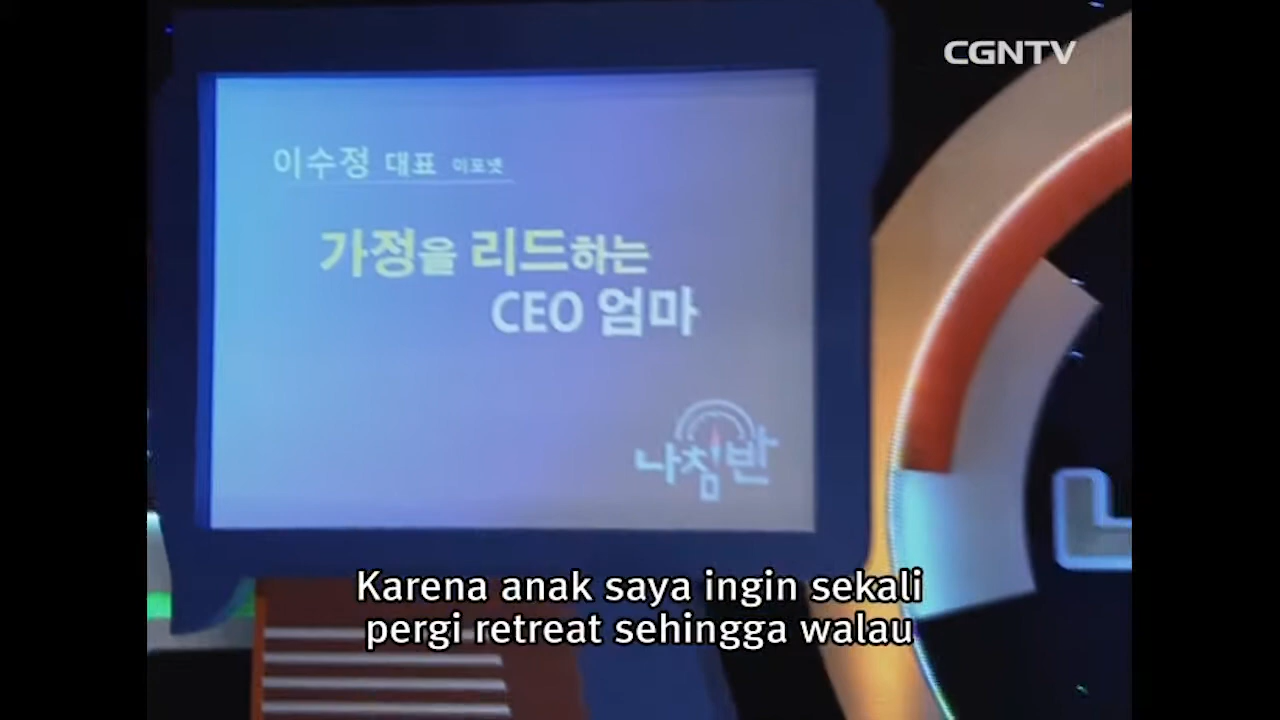 CGNTV
이수정 대표 이포넷
가정을 리드하는
CEO 엄마
나침반
Karena anak saya ingin sekali
pergi retreat sehingga walau